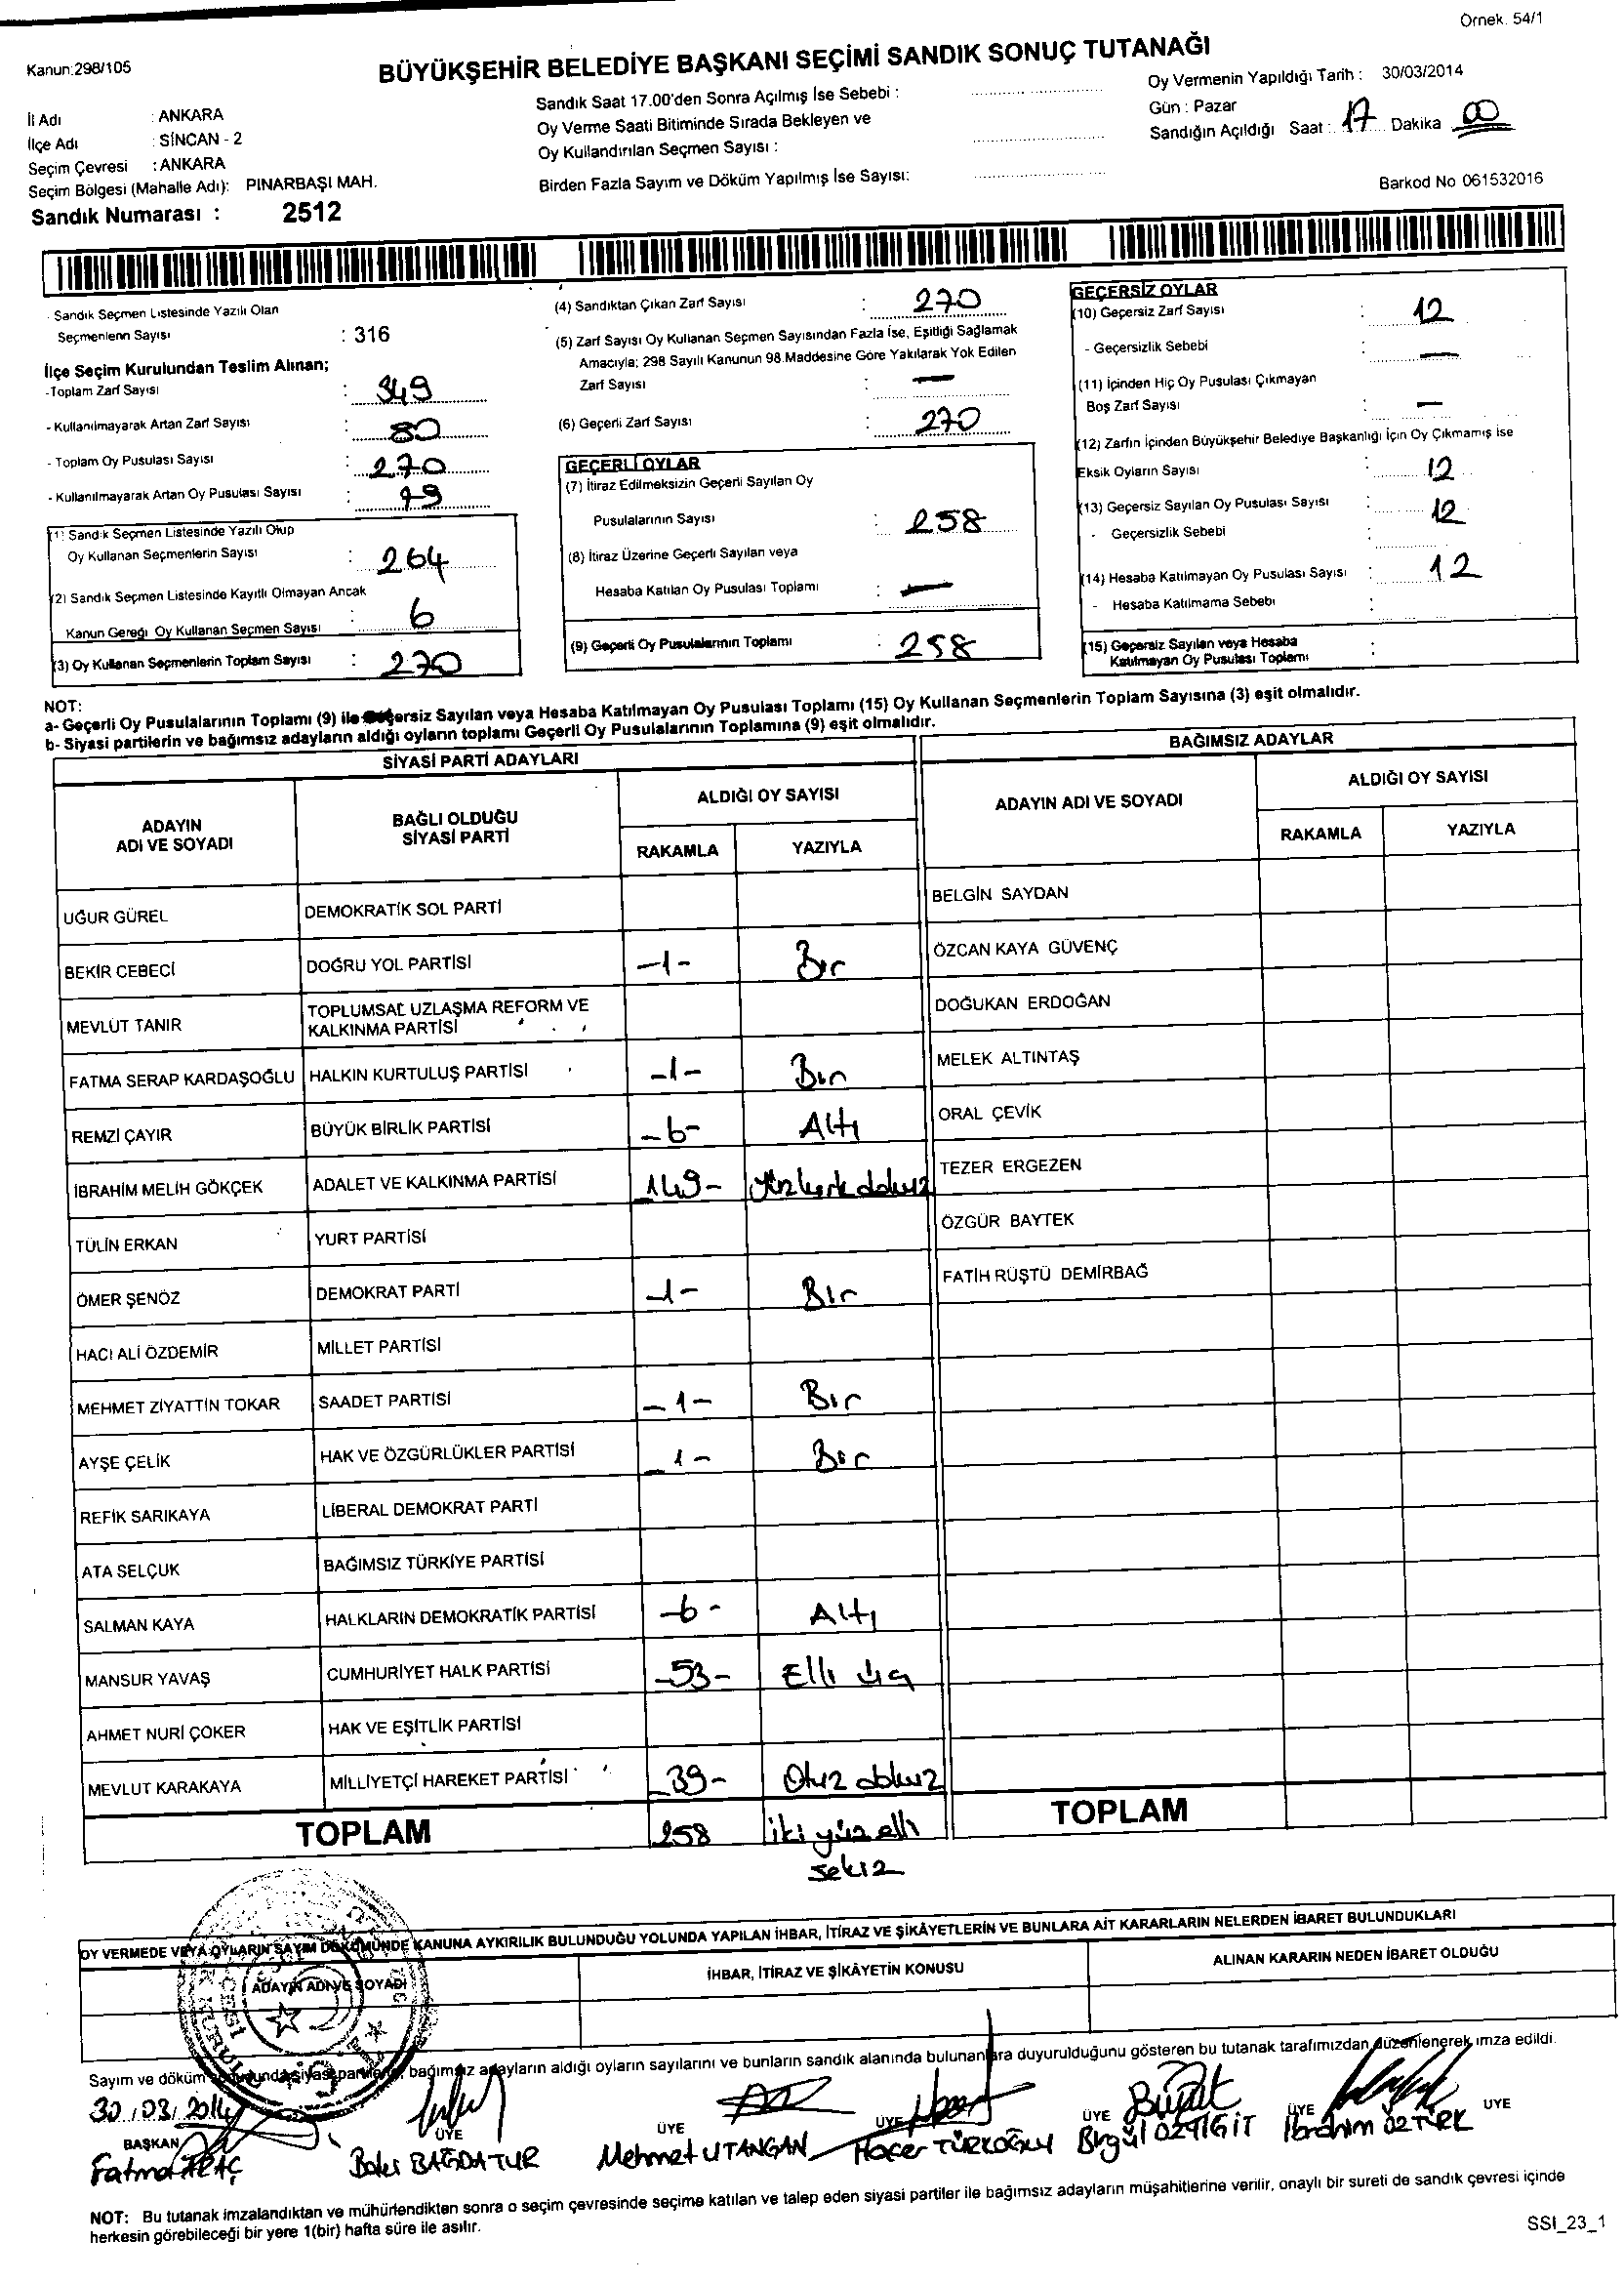 Örnek. 54/1
Kanun:298/105
BÜYÜKŞEHİR BELEDİYE BAŞKANI SEÇİMİ SANDIK SONUÇ TUTANAĞI
İl Adı : ANKARA
İlçe Adı : SİNCAN - 2
Seçim Çevresi : ANKARA
Seçim Bölgesi (Mahalle Adı): PINARBAŞI MAH.
Sandık Numarası : 2512
Sandık Saat 17.00'den Sonra Açılmış İse Sebebi :
Oy Verme Saati Bitiminde Sırada Bekleyen ve
Oy Kullandırılan Seçmen Sayısı :
Birden Fazla Sayım ve Döküm Yapılmış İse Sayısı:
Oy Vermenin Yapıldığı Tarih : 30/03/2014
Gün : Pazar
Sandığın Açıldığı Saat : 17 Dakika 00
Barkod No 061532016
Sandık Seçmen Listesinde Yazılı Olan
Seçmenlerin Sayısı : 316
İlçe Seçim Kurulundan Teslim Alınan;
-Toplam Zarf Sayısı : 349
- Kullanılmayarak Artan Zarf Sayısı : 80
- Toplam Oy Pusulası Sayısı : 270
- Kullanılmayarak Artan Oy Pusulası Sayısı : 79
(1) Sandık Seçmen Listesinde Yazılı Olup
Oy Kullanan Seçmenlerin Sayısı : 264
(2) Sandık Seçmen Listesinde Kayıtlı Olmayan Ancak
Kanun Gereği Oy Kullanan Seçmen Sayısı : 6
(3) Oy Kullanan Seçmenlerin Toplam Sayısı : 270
(4) Sandıktan Çıkan Zarf Sayısı : 270
(5) Zarf Sayısı Oy Kullanan Seçmen Sayısından Fazla İse, Eşitliği Sağlamak
Amacıyla; 298 Sayılı Kanunun 98.Maddesine Göre Yakılarak Yok Edilen
Zarf Sayısı : —
(6) Geçerli Zarf Sayısı : 270
GEÇERLİ OYLAR
(7) İtiraz Edilmeksizin Geçerli Sayılan Oy
Pusulalarının Sayısı : 258
(8) İtiraz Üzerine Geçerli Sayılan veya
Hesaba Katılan Oy Pusulası Toplamı : —
(9) Geçerli Oy Pusulalarının Toplamı : 258
GEÇERSİZ OYLAR
(10) Geçersiz Zarf Sayısı : 12
- Geçersizlik Sebebi : —
(11) İçinden Hiç Oy Pusulası Çıkmayan
Boş Zarf Sayısı : —
(12) Zarfın İçinden Büyükşehir Belediye Başkanlığı İçin Oy Çıkmamış ise
Eksik Oyların Sayısı : 12
(13) Geçersiz Sayılan Oy Pusulası Sayısı : 12
- Geçersizlik Sebebi :
(14) Hesaba Katılmayan Oy Pusulası Sayısı : 12
- Hesaba Katılmama Sebebi :
(15) Geçersiz Sayılan veya Hesaba
Katılmayan Oy Pusulası Toplamı :
NOT:
a- Geçerli Oy Pusulalarının Toplamı (9) ile Geçersiz Sayılan veya Hesaba Katılmayan Oy Pusulası Toplamı (15) Oy Kullanan Seçmenlerin Toplam Sayısına (3) eşit olmalıdır.
b- Siyasi partilerin ve bağımsız adayların aldığı oyların toplamı Geçerli Oy Pusulalarının Toplamına (9) eşit olmalıdır.
SİYASİ PARTİ ADAYLARI
BAĞIMSIZ ADAYLAR
ADAYIN ADI VE SOYADI
BAĞLI OLDUĞU SİYASİ PARTİ
ALDIĞI OY SAYISI
RAKAMLA YAZIYLA
ADAYIN ADI VE SOYADI
ALDIĞI OY SAYISI
RAKAMLA YAZIYLA
UĞUR GÜREL DEMOKRATİK SOL PARTİ BELGİN SAYDAN
BEKİR CEBECİ DOĞRU YOL PARTİSİ -1- Bir ÖZCAN KAYA GÜVENÇ
MEVLÜT TANIR TOPLUMSAL UZLAŞMA REFORM VE KALKINMA PARTİSİ DOĞUKAN ERDOĞAN
FATMA SERAP KARDAŞOĞLU HALKIN KURTULUŞ PARTİSİ -1- Bir MELEK ALTINTAŞ
REMZİ ÇAYIR BÜYÜK BİRLİK PARTİSİ -6- Altı ORAL ÇEVİK
İBRAHİM MELİH GÖKÇEK ADALET VE KALKINMA PARTİSİ 149- Yüzkırkdokuz TEZER ERGEZEN
TÜLİN ERKAN YURT PARTİSİ ÖZGÜR BAYTEK
ÖMER ŞENÖZ DEMOKRAT PARTİ -1- Bir FATİH RÜŞTÜ DEMİRBAĞ
HACI ALİ ÖZDEMİR MİLLET PARTİSİ
MEHMET ZİYATTİN TOKAR SAADET PARTİSİ -1- Bir
AYŞE ÇELİK HAK VE ÖZGÜRLÜKLER PARTİSİ -1- Bir
REFİK SARIKAYA LİBERAL DEMOKRAT PARTİ
ATA SELÇUK BAĞIMSIZ TÜRKİYE PARTİSİ
SALMAN KAYA HALKLARIN DEMOKRATİK PARTİSİ -6- Altı
MANSUR YAVAŞ CUMHURİYET HALK PARTİSİ -53- Elli üç
AHMET NURİ ÇÖKER HAK VE EŞİTLİK PARTİSİ
MEVLUT KARAKAYA MİLLİYETÇİ HAREKET PARTİSİ -39- Otuz dokuz
TOPLAM 258 iki yüz elli sekiz TOPLAM
OY VERMEDE VEYA OYLARIN SAYIM DÖKÜMÜNDE KANUNA AYKIRILIK BULUNDUĞU YOLUNDA YAPILAN İHBAR, İTİRAZ VE ŞİKÂYETLERİN VE BUNLARA AİT KARARLARIN NELERDEN İBARET BULUNDUKLARI
ADAYIN ADI VE SOYADI İHBAR, İTİRAZ VE ŞİKÂYETİN KONUSU ALINAN KARARIN NEDEN İBARET OLDUĞU
Sayım ve döküm sonucunda siyasi partilerin, bağımsız adayların aldığı oyların sayılarını ve bunların sandık alanında bulunanlara duyurulduğunu gösteren bu tutanak tarafımızdan düzenlenerek imza edildi.
30/03/2014
BAŞKAN ÜYE ÜYE ÜYE ÜYE ÜYE ÜYE
Fatma Bakır BAĞDATUR Mehmet UTANGAN Hacer TÜRKOĞLU Birgül ÖZYİĞİT İbrahim ÖZTÜRK
NOT: Bu tutanak imzalandıktan ve mühürlendikten sonra o seçim çevresinde seçime katılan ve talep eden siyasi partiler ile bağımsız adayların müşahitlerine verilir, onaylı bir sureti de sandık çevresi içinde
herkesin görebileceği bir yere 1(bir) hafta süre ile asılır.
SSI_23_1